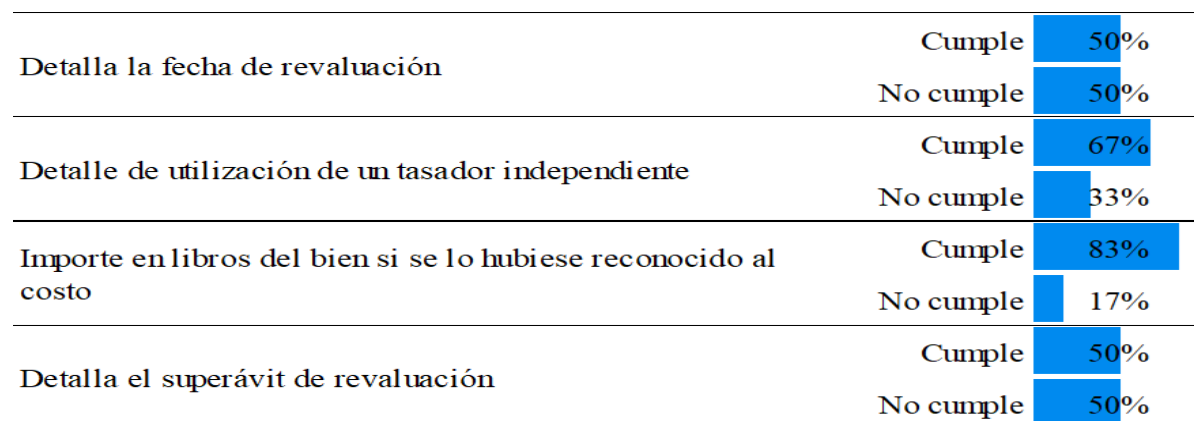 Detalla la fecha de revaluación
Cumple 50%
No cumple 50%
Detalle de utilización de un tasador independiente
Cumple 67%
No cumple 33%
Importe en libros del bien si se lo hubiese reconocido al
costo
Cumple 83%
No cumple 17%
Detalla el superávit de revaluación
Cumple 50%
No cumple 50%